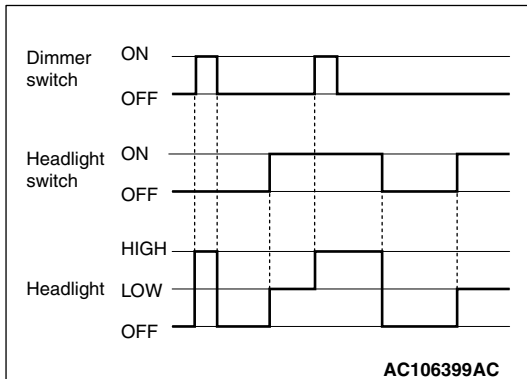 Dimmer
switch
ON
OFF
Headlight
switch
ON
OFF
Headlight
HIGH
LOW
OFF
AC106399AC